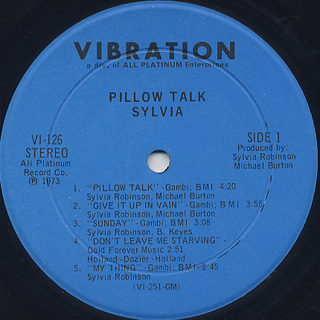 VIBRATION
a div. of ALL PLATINUM Enterprises
PILLOW TALK
SYLVIA
VI-126
STEREO
All Platinum
Record Co.
℗ 1973
SIDE 1
Produced by:
Sylvia Robinson
Michael Burton
1. "PILLOW TALK"-Gambi; BMI 4:20
Sylvia Robinson, Michael Burton
2. "GIVE IT UP IN VAIN"-Gambi; BMI 3:55
Sylvia Robinson, Michael Burton
3. "SUNDAY"-Gambi; BMI 3:08
Sylvia Robinson, B. Keyes
4. "DON'T LEAVE ME STARVING"-
Gold Forever Music 2:51
Holland-Dozier-Holland
5. "MY THING"-Gambi; BMI 2:45
Sylvia Robinson
(VI-251-GM)